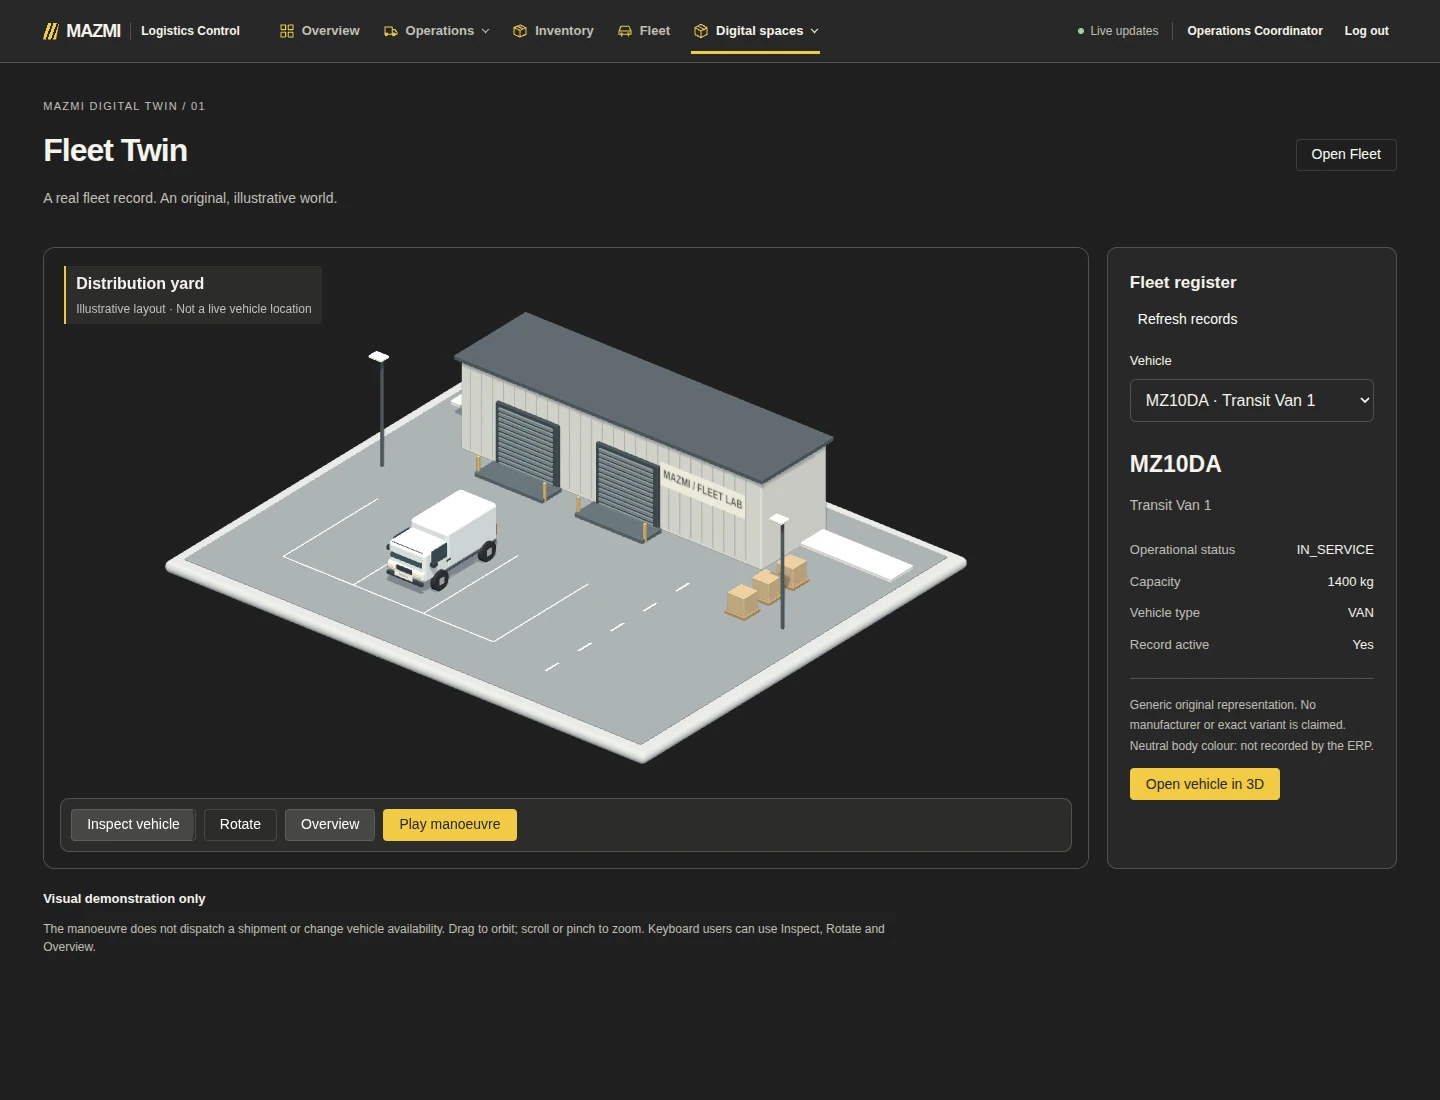 MAZMI
Logistics Control
Overview
Operations
Inventory
Fleet
Digital spaces
Live updates
Operations Coordinator
Log out
MAZMI DIGITAL TWIN / 01
Fleet Twin
Open Fleet
A real fleet record. An original, illustrative world.
Distribution yard
Illustrative layout · Not a live vehicle location
MAZMI / FLEET LAB
Inspect vehicle
Rotate
Overview
Play manoeuvre
Fleet register
Refresh records
Vehicle
MZ10DA · Transit Van 1
MZ10DA
Transit Van 1
Operational status IN_SERVICE
Capacity 1400 kg
Vehicle type VAN
Record active Yes
Generic original representation. No
manufacturer or exact variant is claimed.
Neutral body colour: not recorded by the ERP.
Open vehicle in 3D
Visual demonstration only
The manoeuvre does not dispatch a shipment or change vehicle availability. Drag to orbit; scroll or pinch to zoom. Keyboard users can use Inspect, Rotate and
Overview.